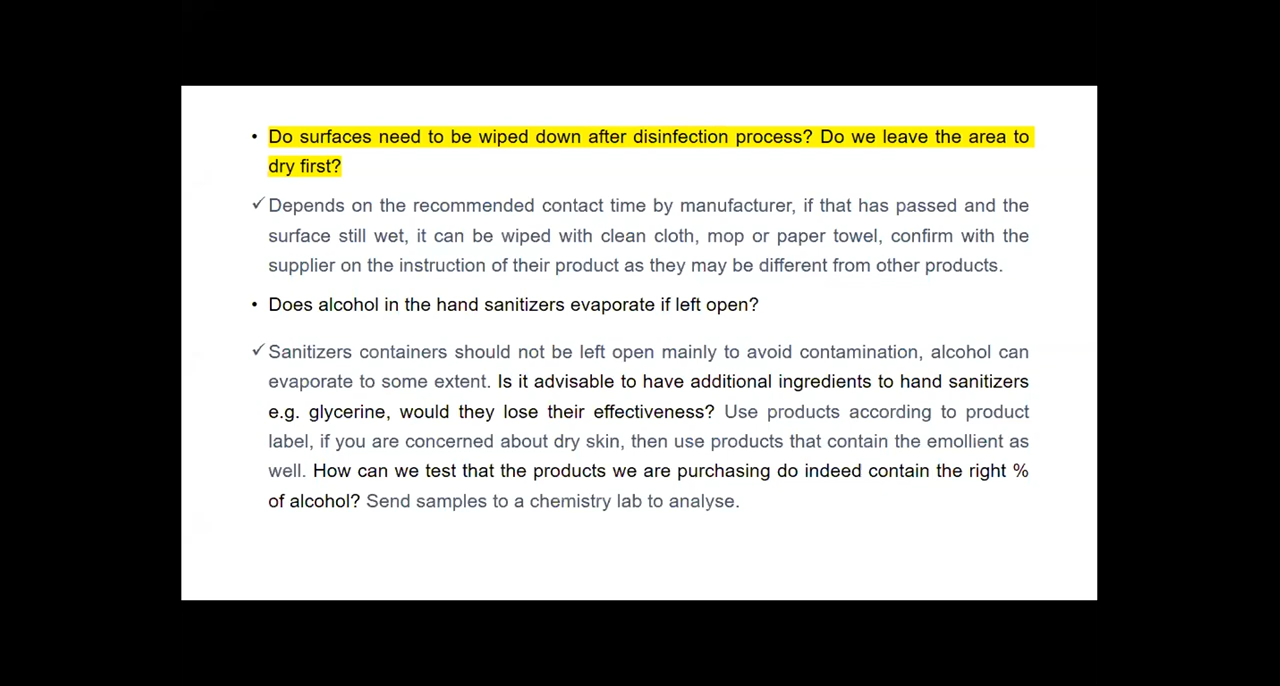 • Do surfaces need to be wiped down after disinfection process? Do we leave the area to
dry first?
✓ Depends on the recommended contact time by manufacturer, if that has passed and the
surface still wet, it can be wiped with clean cloth, mop or paper towel, confirm with the
supplier on the instruction of their product as they may be different from other products.
• Does alcohol in the hand sanitizers evaporate if left open?
✓ Sanitizers containers should not be left open mainly to avoid contamination, alcohol can
evaporate to some extent. Is it advisable to have additional ingredients to hand sanitizers
e.g. glycerine, would they lose their effectiveness? Use products according to product
label, if you are concerned about dry skin, then use products that contain the emollient as
well. How can we test that the products we are purchasing do indeed contain the right %
of alcohol? Send samples to a chemistry lab to analyse.